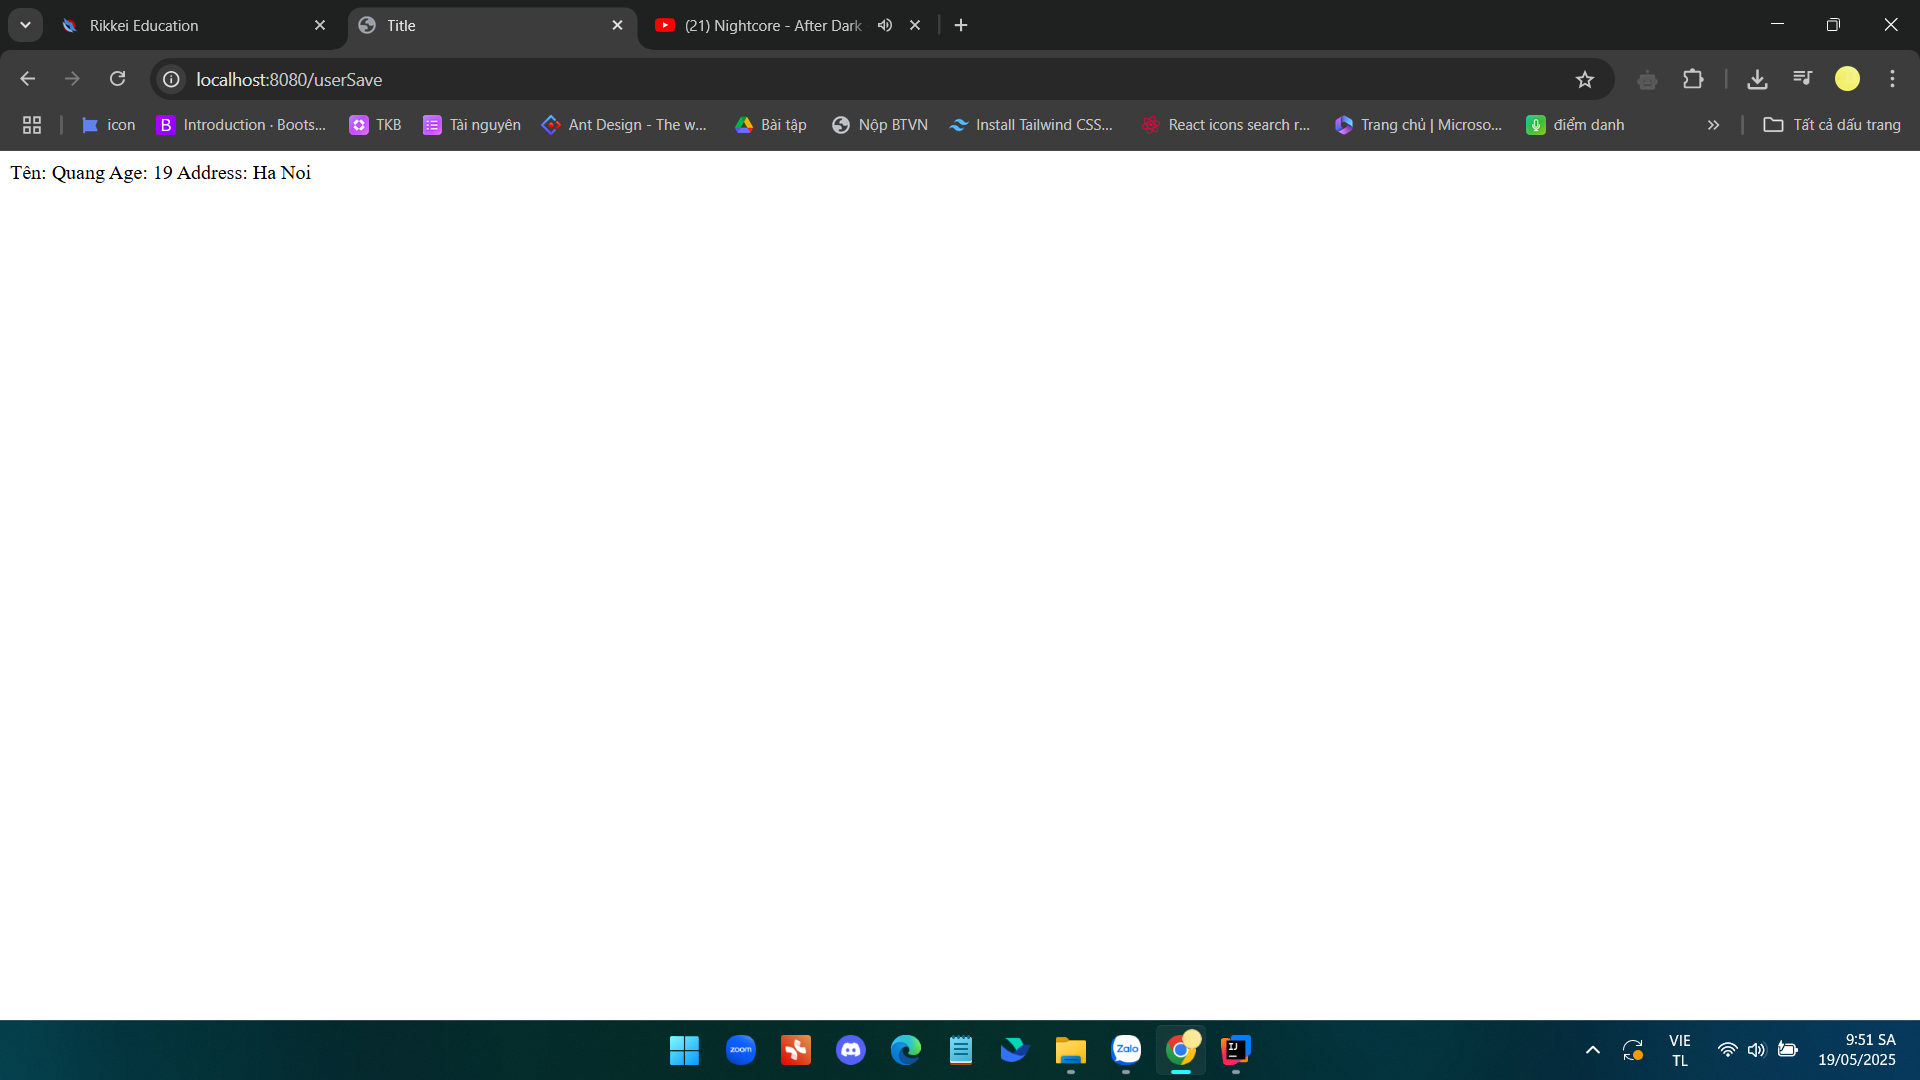 Rikkei Education
Title
(21) Nightcore - After Dark
localhost:8080/userSave
icon
B Introduction · Boots...
TKB
Tài nguyên
Ant Design - The w...
Bài tập
Nộp BTVN
Install Tailwind CSS...
React icons search r...
Trang chủ | Microso...
điểm danh
Tất cả dấu trang
Tên: Quang Age: 19 Address: Ha Noi
zoom
Zalo
IJ
VIE
TL
9:51 SA
19/05/2025